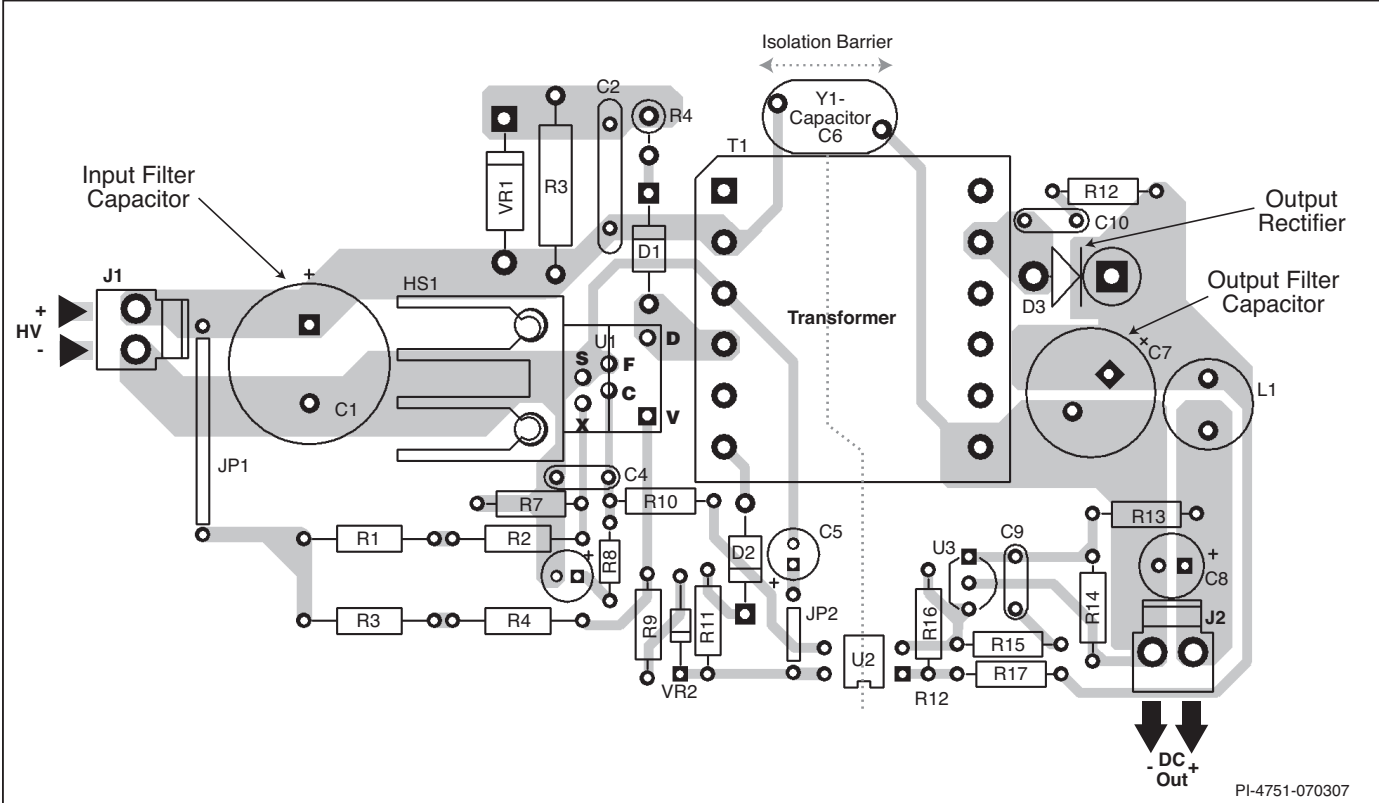 Isolation Barrier
Y1-
Capacitor
C6
C2
R4
T1
Input Filter
Capacitor
VR1
R3
R12
Output
Rectifier
C10
D1
J1
+
HS1
D3
Output Filter
Capacitor
+
HV
-
Transformer
U1
D
S
F
C
X
V
+
C7
C1
L1
JP1
C4
R7
R10
R13
C5
R1
R2
+
R8
D2
+
U3
C9
+
C8
R3
R4
R9
R11
JP2
R16
R14
J2
R15
U2
R17
VR2
R12
- DC +
Out
PI-4751-070307